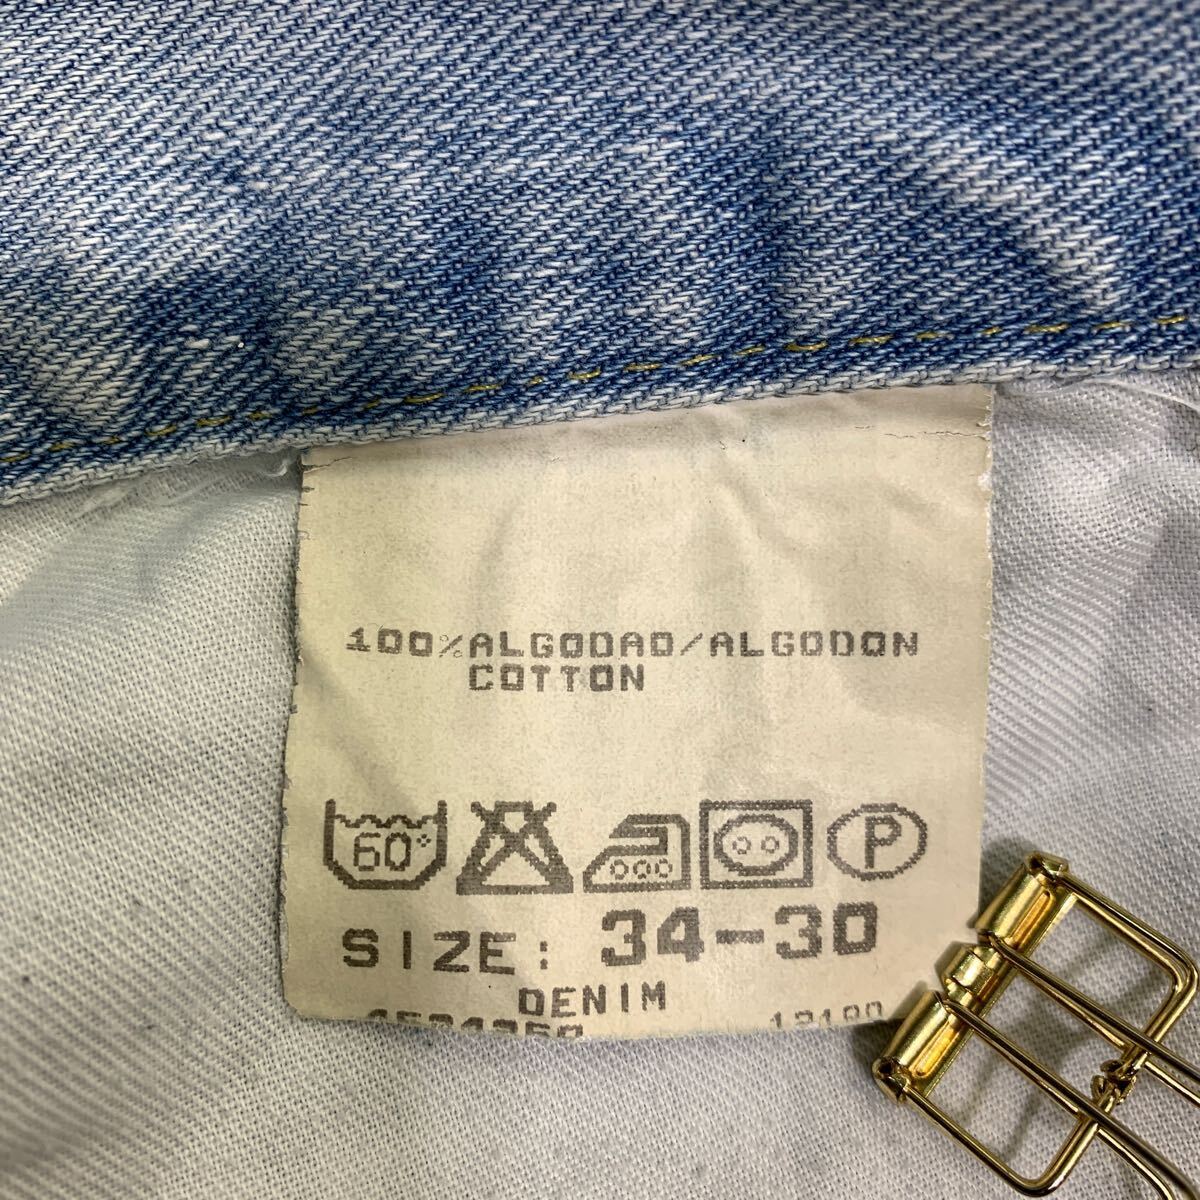 100%ALGODAO/ALGODON
COTTON
60°
P
SIZE: 34-30
DENIM